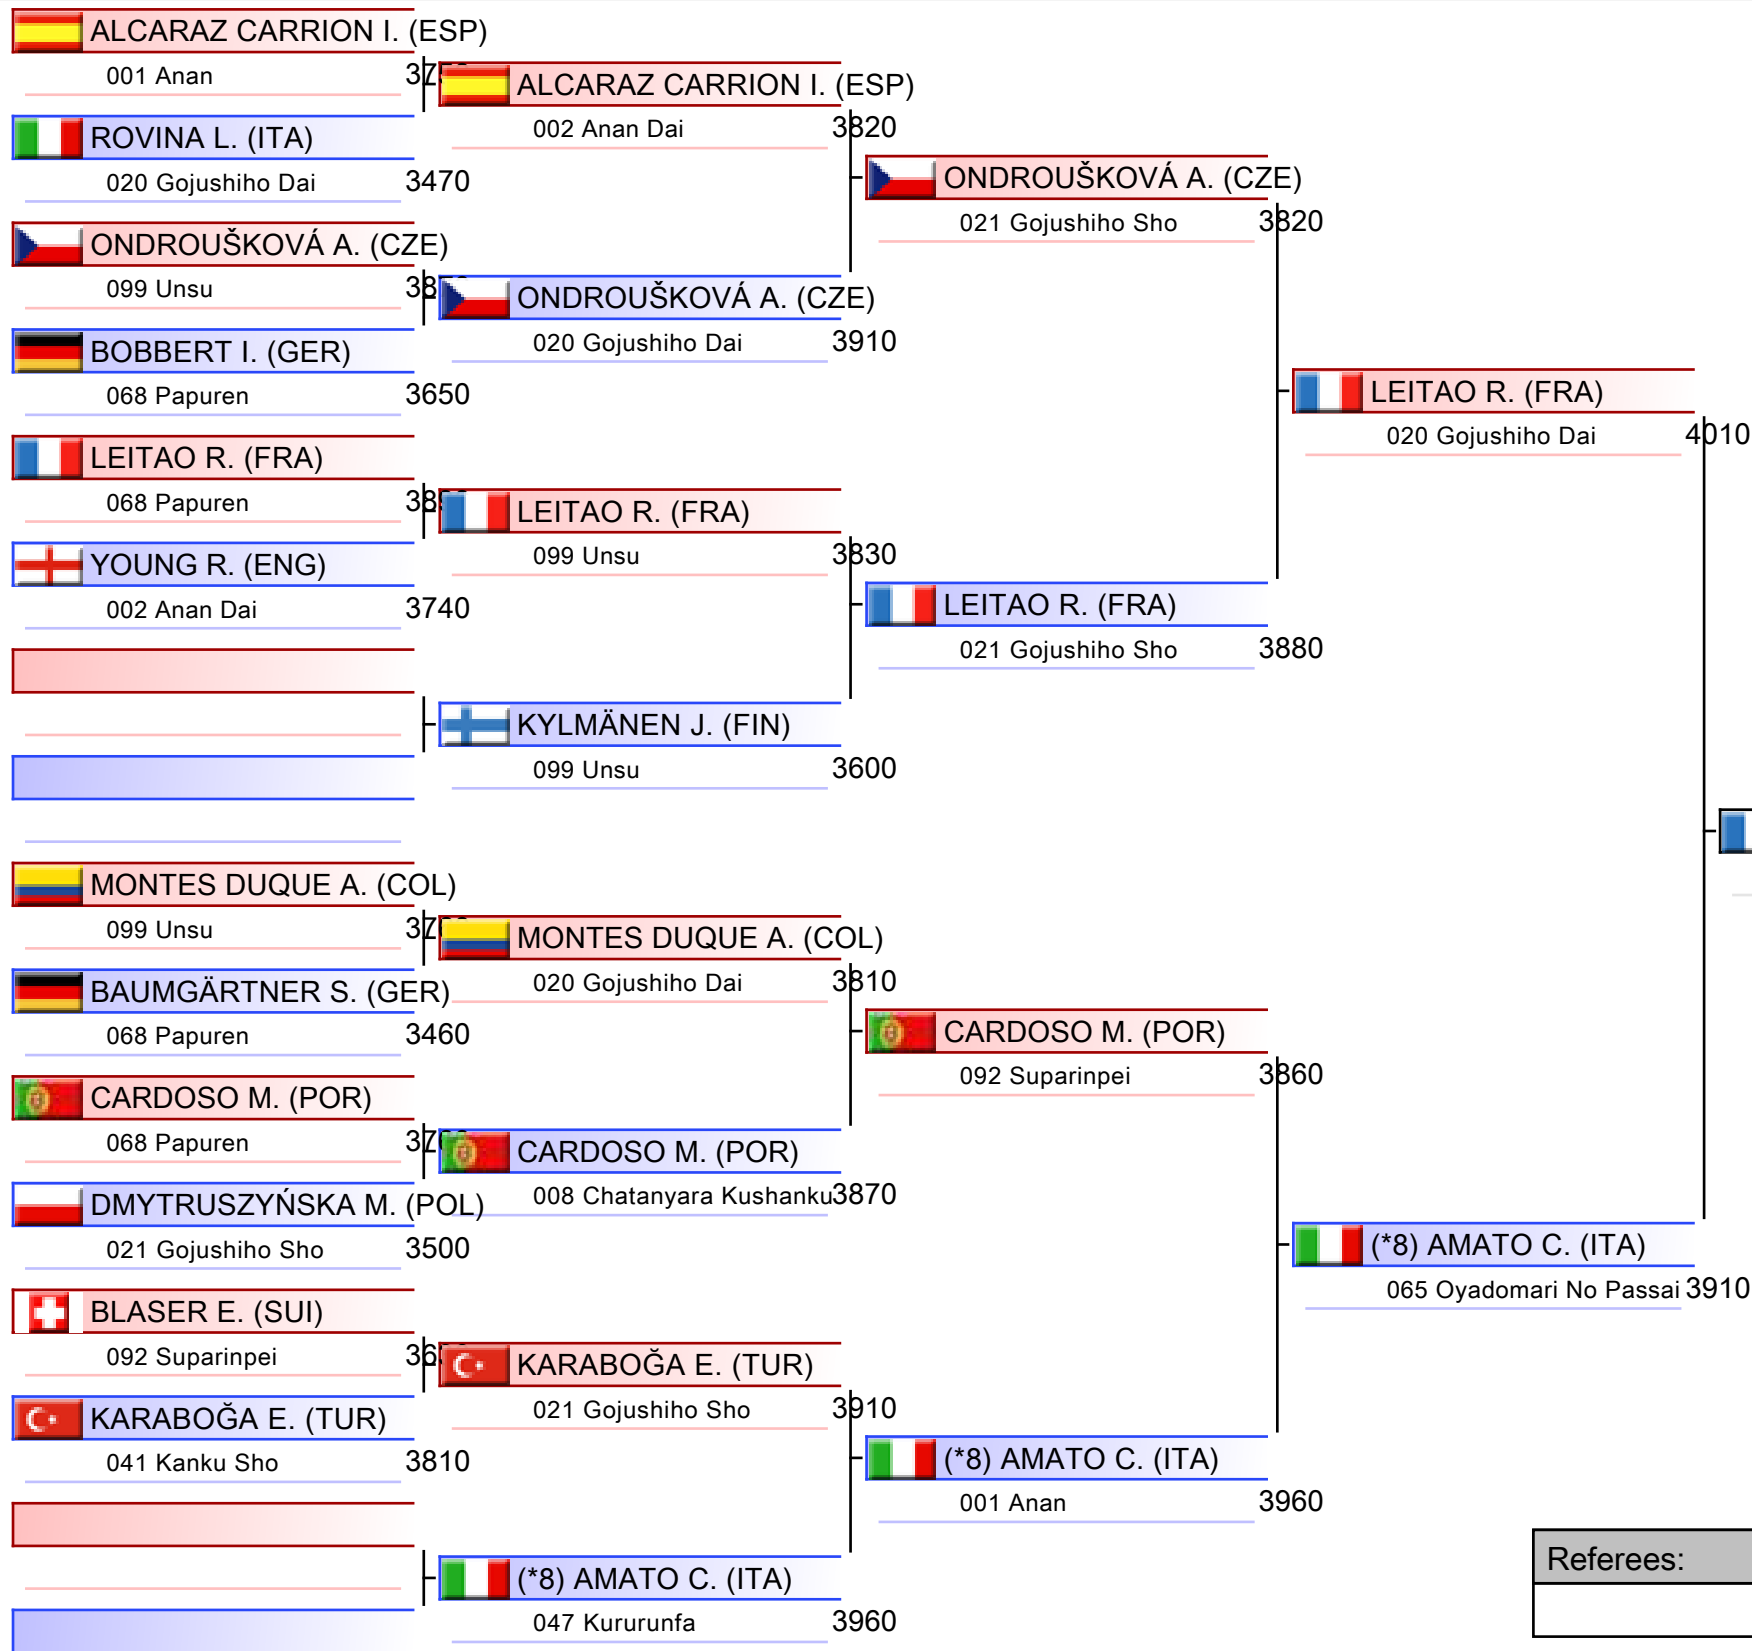 ALCARAZ CARRION I. (ESP)
001 Anan
ROVINA L. (ITA)
020 Gojushiho Dai 3470
ONDROUŠKOVÁ A. (CZE)
099 Unsu
BOBBERT I. (GER)
068 Papuren 3650
LEITAO R. (FRA)
068 Papuren
YOUNG R. (ENG)
002 Anan Dai 3740
MONTES DUQUE A. (COL)
099 Unsu
BAUMGÄRTNER S. (GER)
068 Papuren 3460
CARDOSO M. (POR)
068 Papuren
DMYTRUSZYŃSKA M. (POL)
021 Gojushiho Sho 3500
BLASER E. (SUI)
092 Suparinpei
KARABOĞA E. (TUR)
041 Kanku Sho 3810
ALCARAZ CARRION I. (ESP)
002 Anan Dai 3820
ONDROUŠKOVÁ A. (CZE)
020 Gojushiho Dai 3910
LEITAO R. (FRA)
099 Unsu 3830
KYLMÄNEN J. (FIN)
099 Unsu 3600
MONTES DUQUE A. (COL)
020 Gojushiho Dai 3810
CARDOSO M. (POR)
008 Chatanyara Kushanku 3870
KARABOĞA E. (TUR)
021 Gojushiho Sho 3910
(*8) AMATO C. (ITA)
047 Kururunfa 3960
ONDROUŠKOVÁ A. (CZE)
021 Gojushiho Sho 3820
LEITAO R. (FRA)
021 Gojushiho Sho 3880
CARDOSO M. (POR)
092 Suparinpei 3860
(*8) AMATO C. (ITA)
001 Anan 3960
LEITAO R. (FRA)
020 Gojushiho Dai 4010
(*8) AMATO C. (ITA)
065 Oyadomari No Passai 3910
Referees: